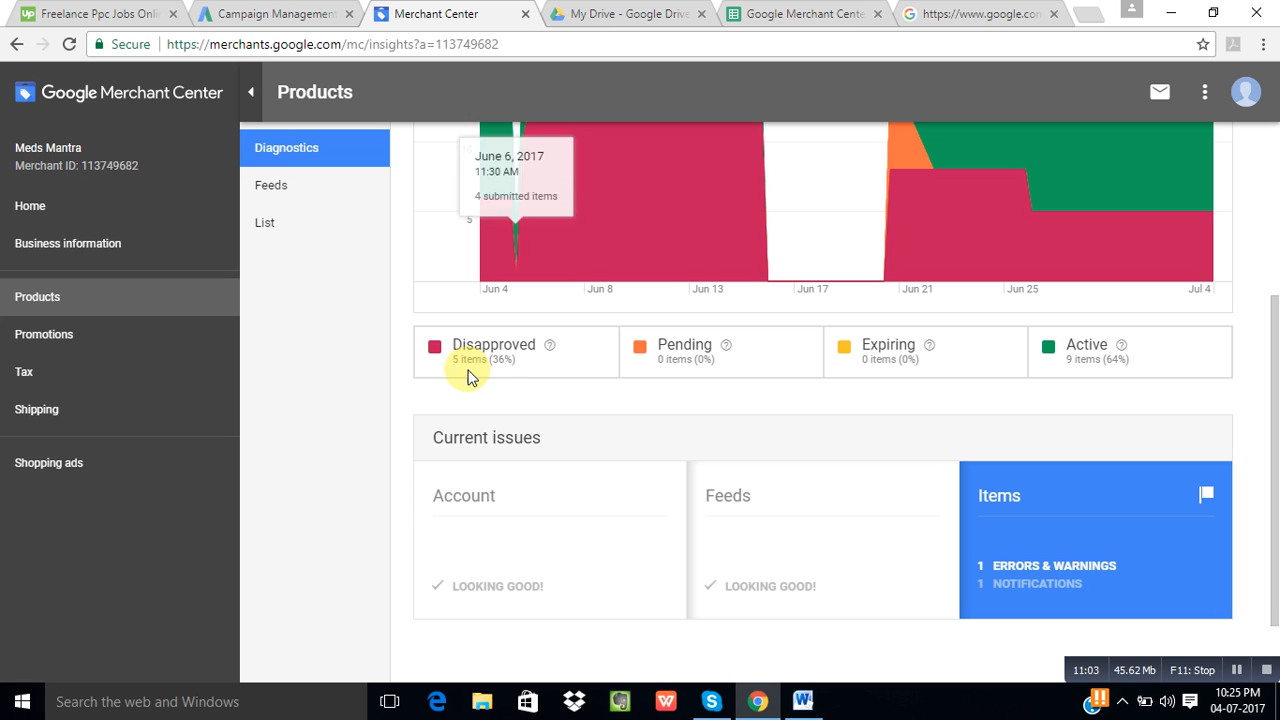 Freelance Ppc Jobs Onli
Campaign Management
Merchant Center
My Drive - Google Drive
Google Merchant Cente
https://www.google.con
Secure
https://merchants.google.com/mc/insights?a=113749682
Google Merchant Center
Products
Meds Mantra
Merchant ID: 113749682
Home
Business information
Products
Promotions
Tax
Shipping
Shopping ads
Diagnostics
Feeds
List
June 6, 2017
11:30 AM
4 submitted items
5
Jun 4 Jun 8 Jun 13 Jun 17 Jun 21 Jun 25 Jul 4
Disapproved
5 items (36%)
Pending
0 items (0%)
Expiring
0 items (0%)
Active
9 items (64%)
Current issues
Account
LOOKING GOOD!
Feeds
LOOKING GOOD!
Items
1 ERRORS & WARNINGS
1 NOTIFICATIONS
11:03 45.62 Mb F11: Stop
Search the web and Windows
10:25 PM
04-07-2017